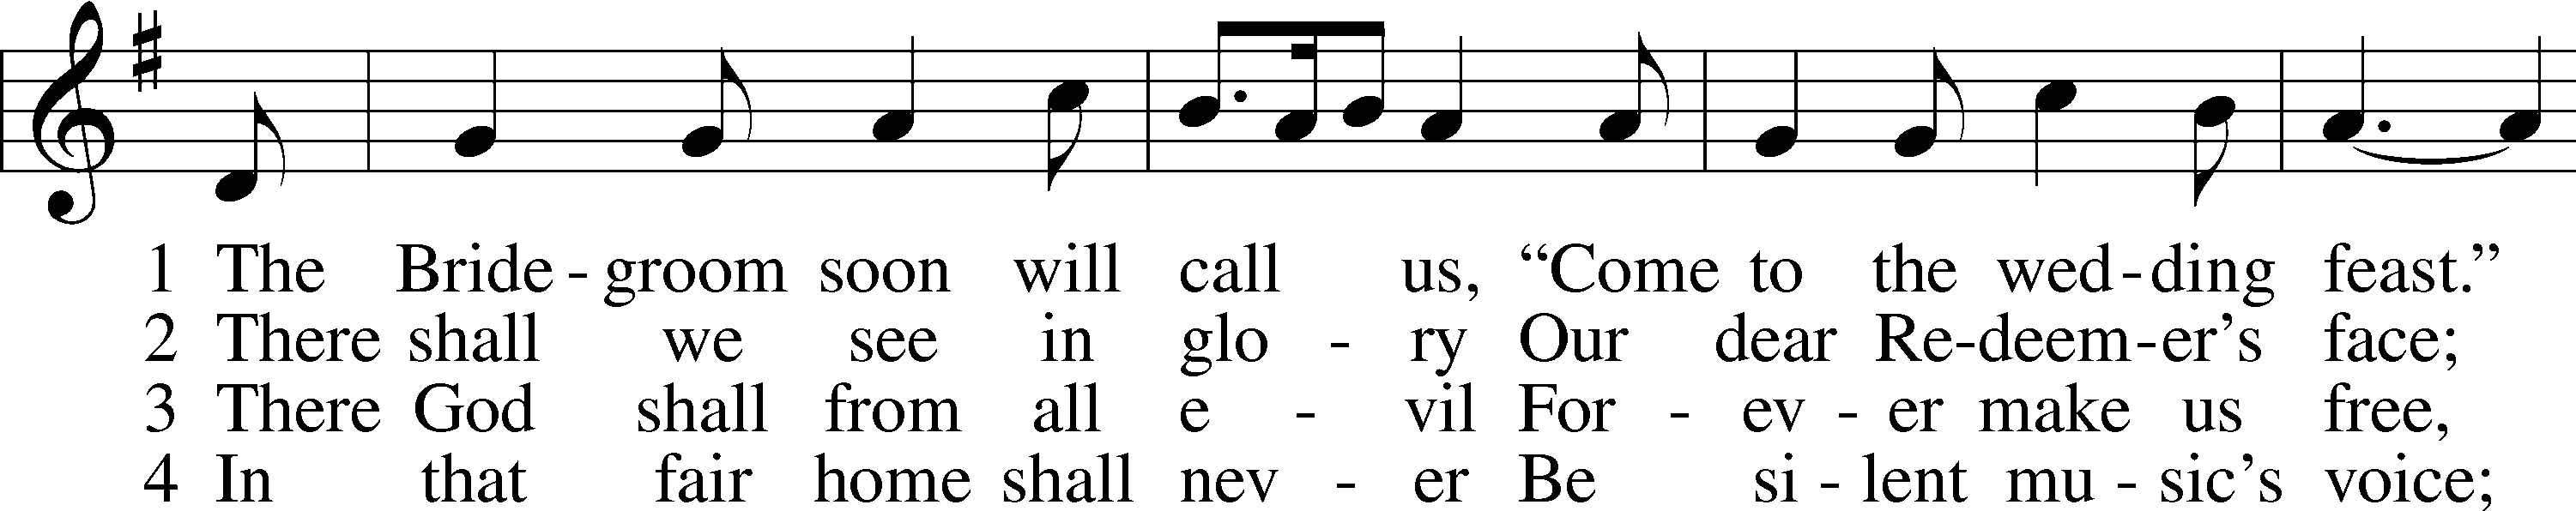 1 The Bride - groom soon will call us, “Come to the wed - ding feast.”
2 There shall we see in glo - ry Our dear Re - deem - er’s face;
3 There God shall from all e - vil For - ev - er make us free,
4 In that fair home shall nev - er Be si - lent mu - sic’s voice;